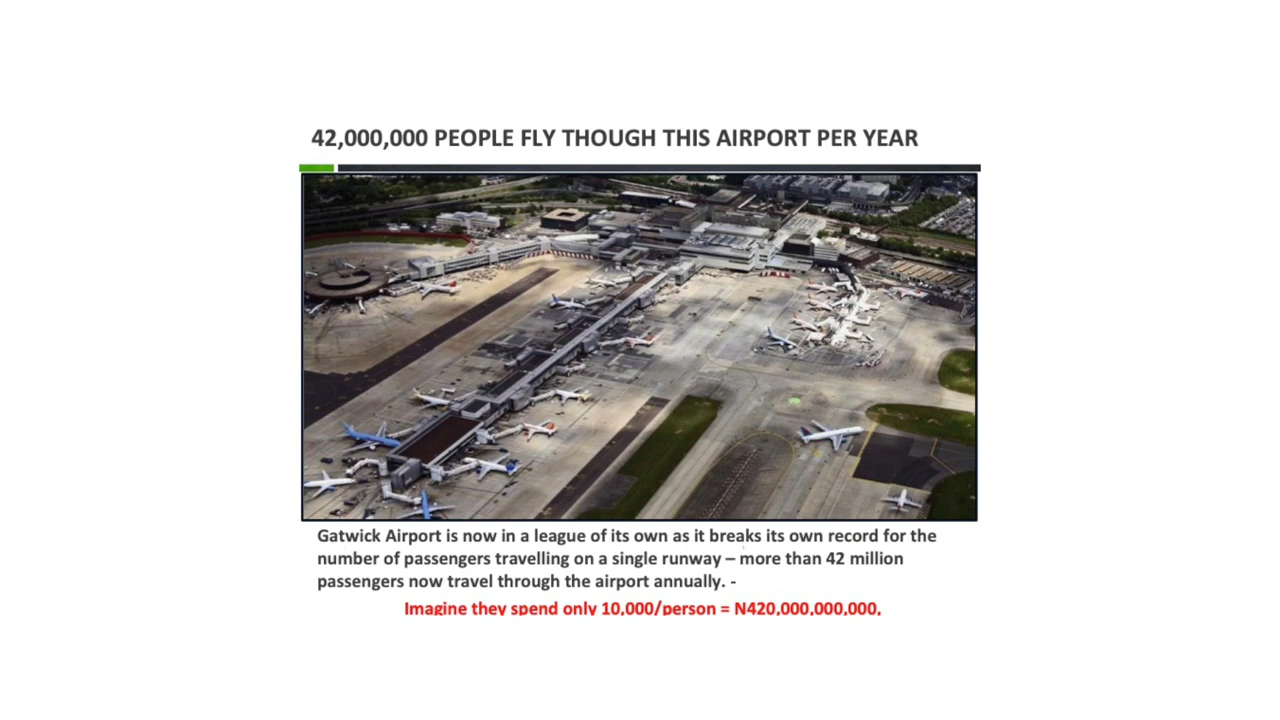 42,000,000 PEOPLE FLY THOUGH THIS AIRPORT PER YEAR
Gatwick Airport is now in a league of its own as it breaks its own record for the
number of passengers travelling on a single runway – more than 42 million
passengers now travel through the airport annually. -
Imagine they spend only 10,000/person = N420,000,000,000,